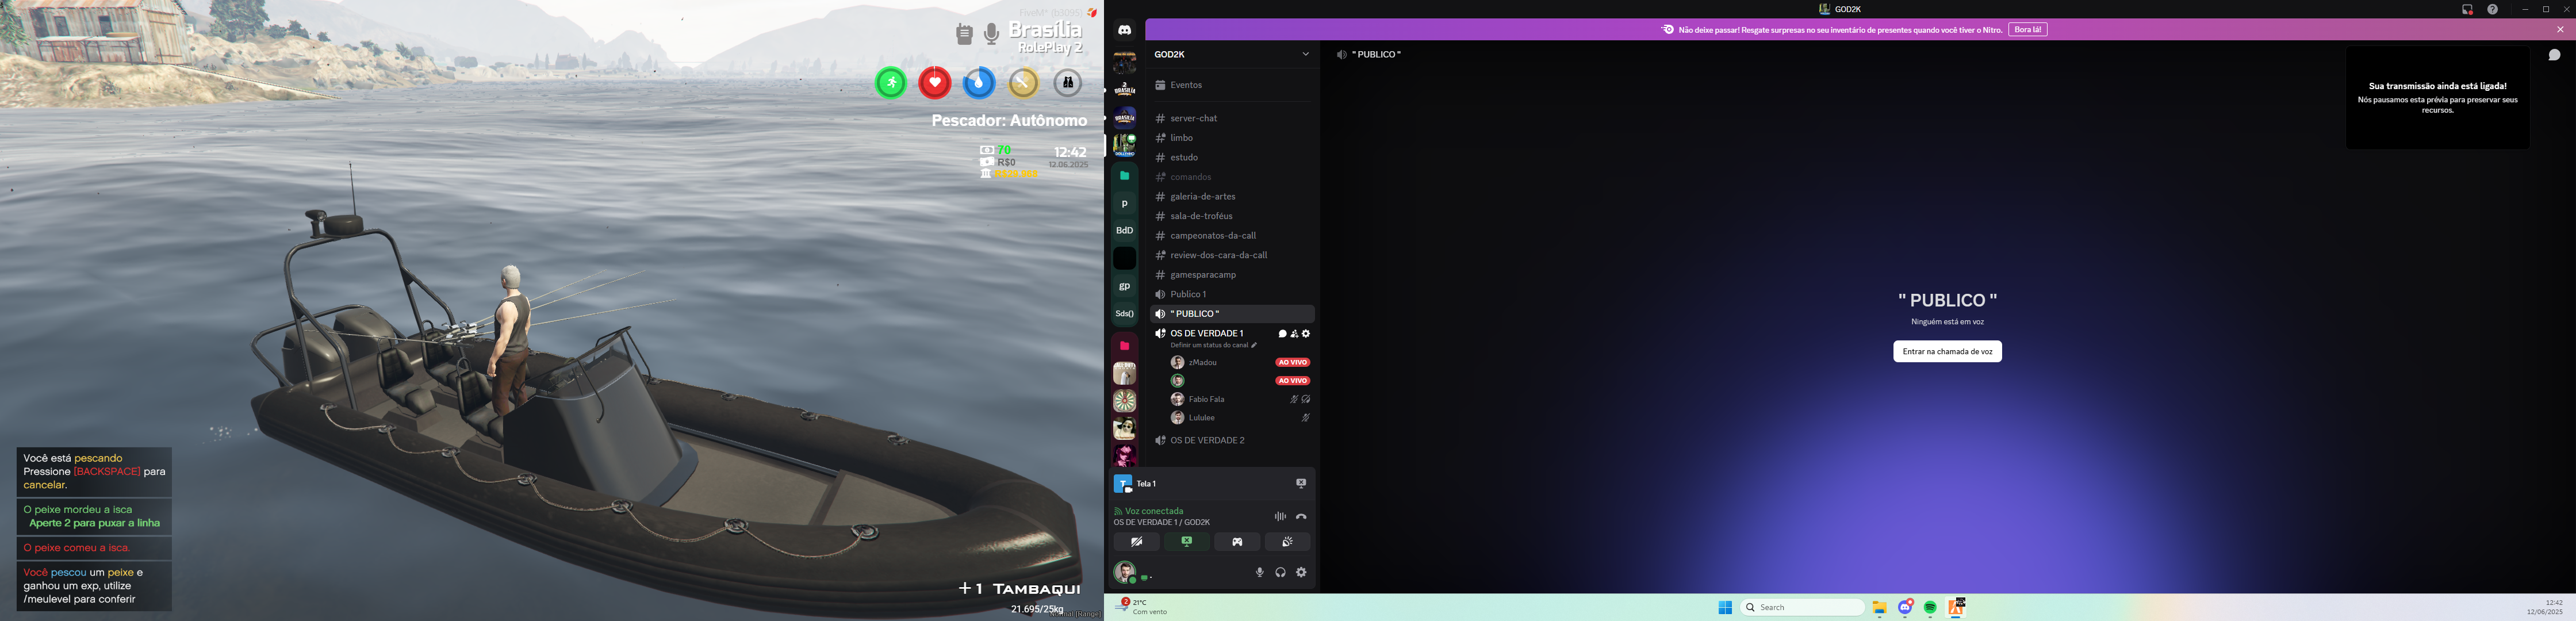 FiveM* (b3095)
Brasília
RolePlay 2
Pescador: Autônomo
70
R$0
12:42
12.06.2025
Você está pescando
Pressione [BACKSPACE] para
cancelar.
O peixe mordeu a isca
Aperte 2 para puxar a linha
O peixe comeu a isca.
Você pescou um peixe e
ganhou um exp, utilize
/meulevel para conferir
+ 1 TAMBAQUI
21.695/25kg
GOD2K
Não deixe passar! Resgate surpresas no seu inventário de presentes quando você tiver o Nitro.
Bora lá!
GOD2K
Eventos
server-chat
limbo
estudo
comandos
galeria-de-artes
sala-de-troféus
campeonatos-da-call
review-dos-cara-da-call
gamesparacamp
Publico 1
" PUBLICO "
OS DE VERDADE 1
Definir um status do canal
zMadou
AO VIVO
AO VIVO
Fabio Fala
Lululee
OS DE VERDADE 2
p
BdD
gp
Sds()
T
Tela 1
Voz conectada
OS DE VERDADE 1 / GOD2K
" PUBLICO "
Sua transmissão ainda está ligada!
Nós pausamos esta prévia para preservar seus
recursos.
" PUBLICO "
Ninguém está em voz
Entrar na chamada de voz
2
21°C
Com vento
Search
12:42
12/06/2025